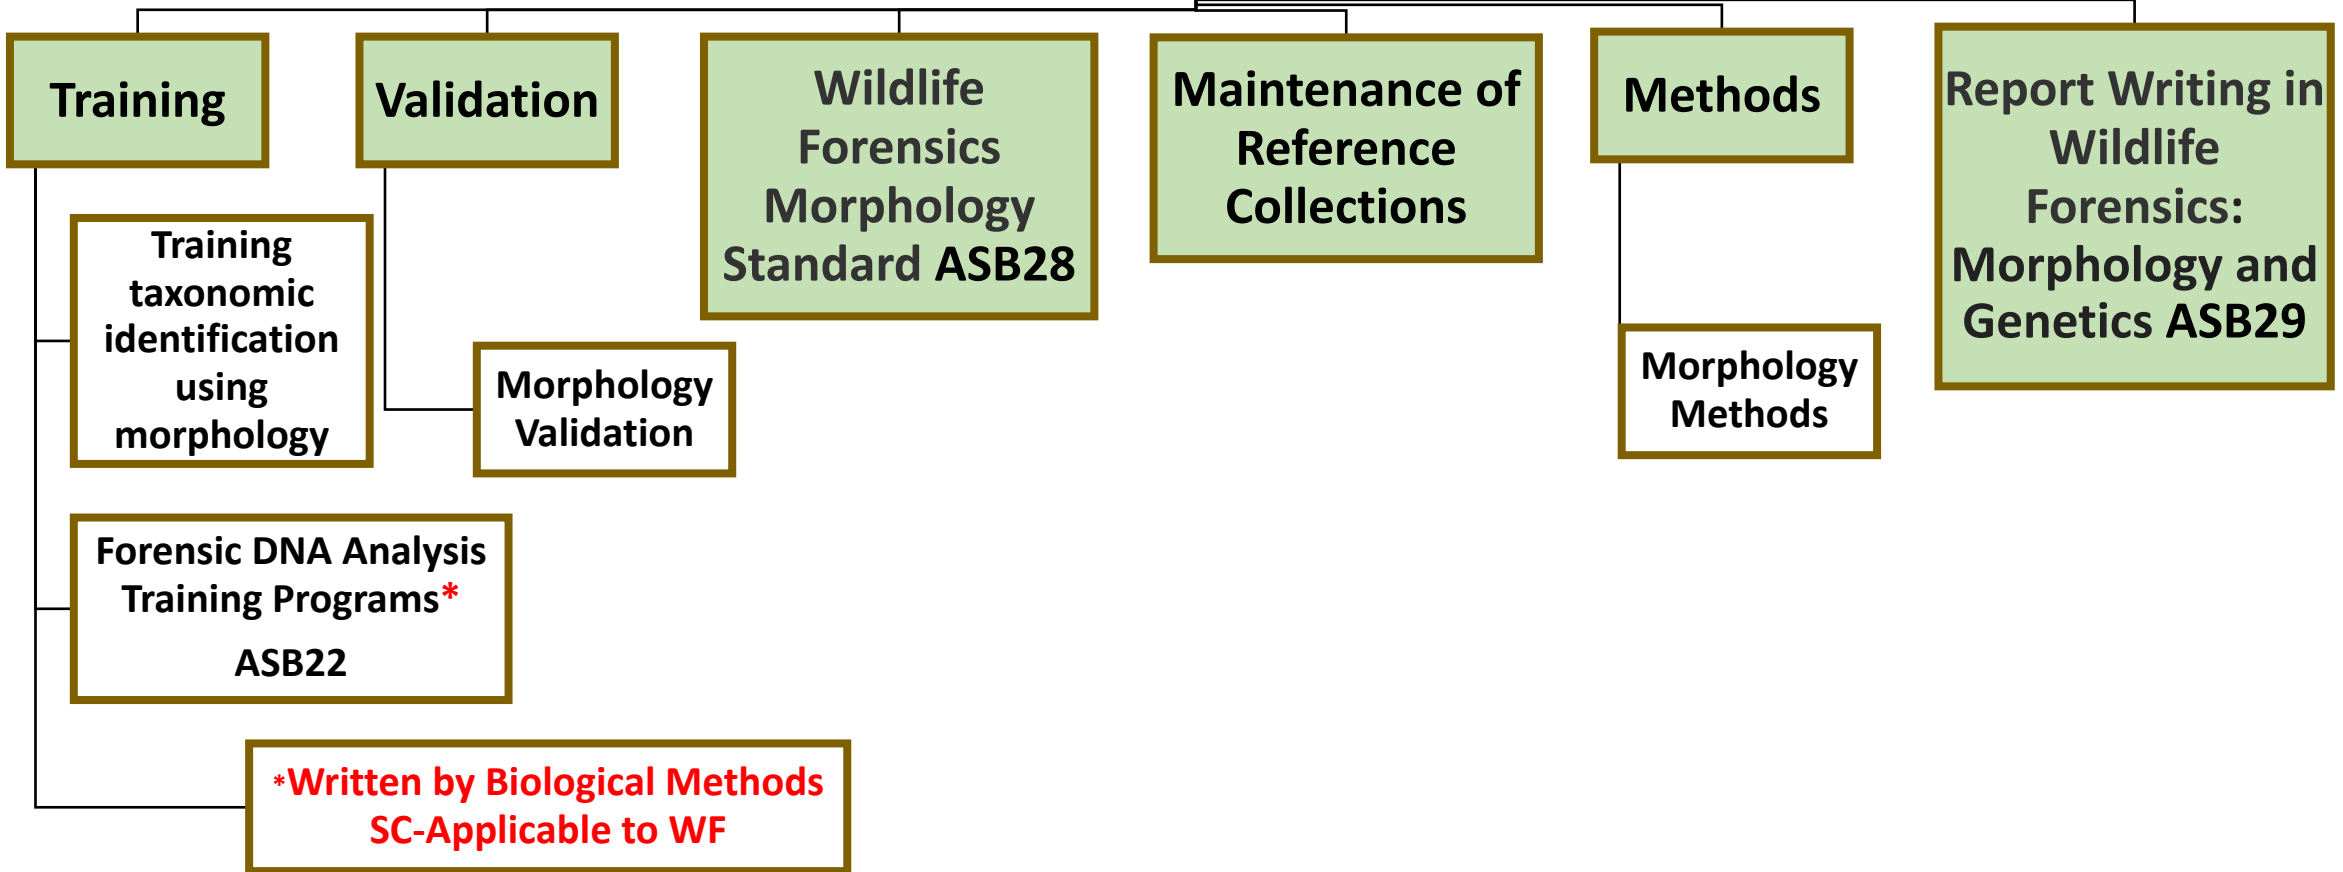 Training
Validation
Wildlife
Forensics
Morphology
Standard ASB28
Maintenance of
Reference
Collections
Methods
Report Writing in
Wildlife
Forensics:
Morphology and
Genetics ASB29
Training
taxonomic
identification
using
morphology
Morphology
Validation
Morphology
Methods
Forensic DNA Analysis
Training Programs*
ASB22
*Written by Biological Methods
SC-Applicable to WF